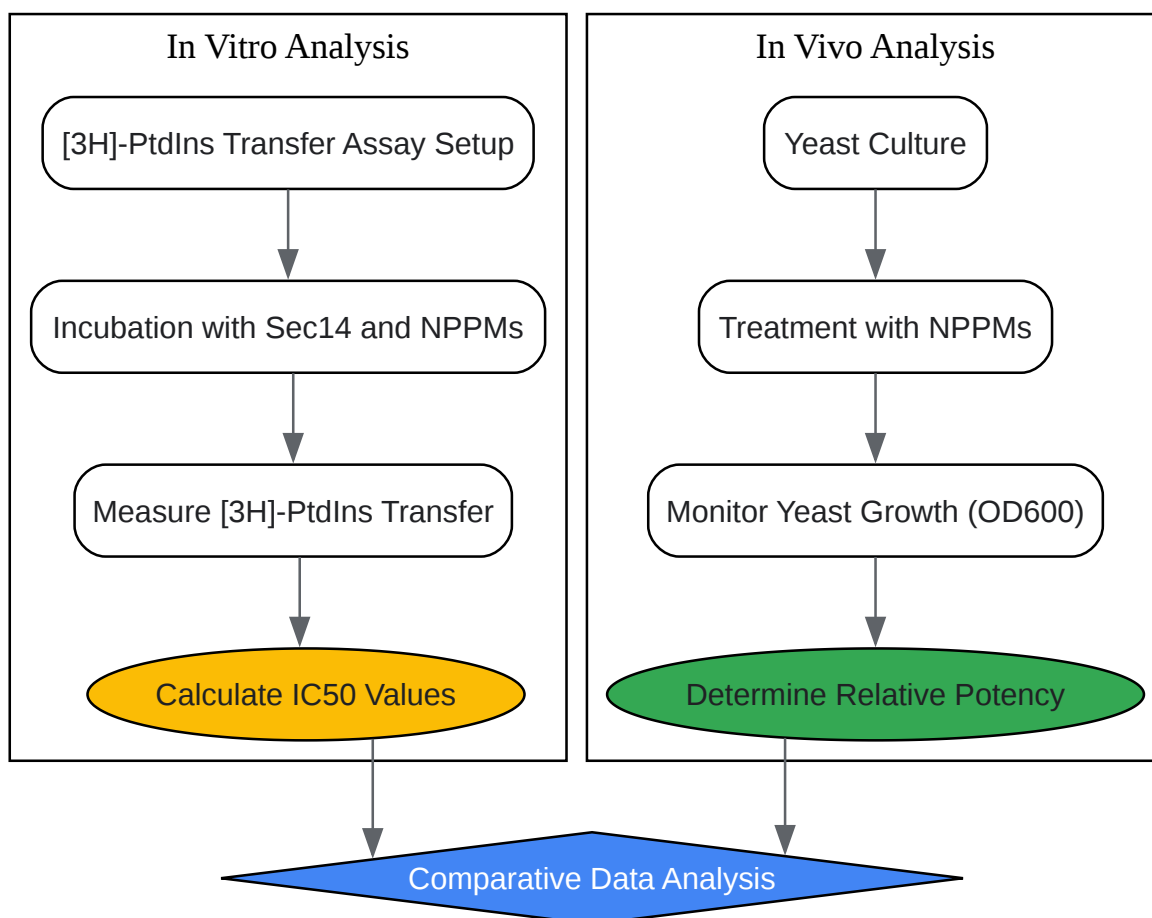 In Vitro Analysis
[3H]-PtdIns Transfer Assay Setup
Incubation with Sec14 and NPPMs
Measure [3H]-PtdIns Transfer
Calculate IC50 Values
In Vivo Analysis
Yeast Culture
Treatment with NPPMs
Monitor Yeast Growth (OD600)
Determine Relative Potency
Comparative Data Analysis